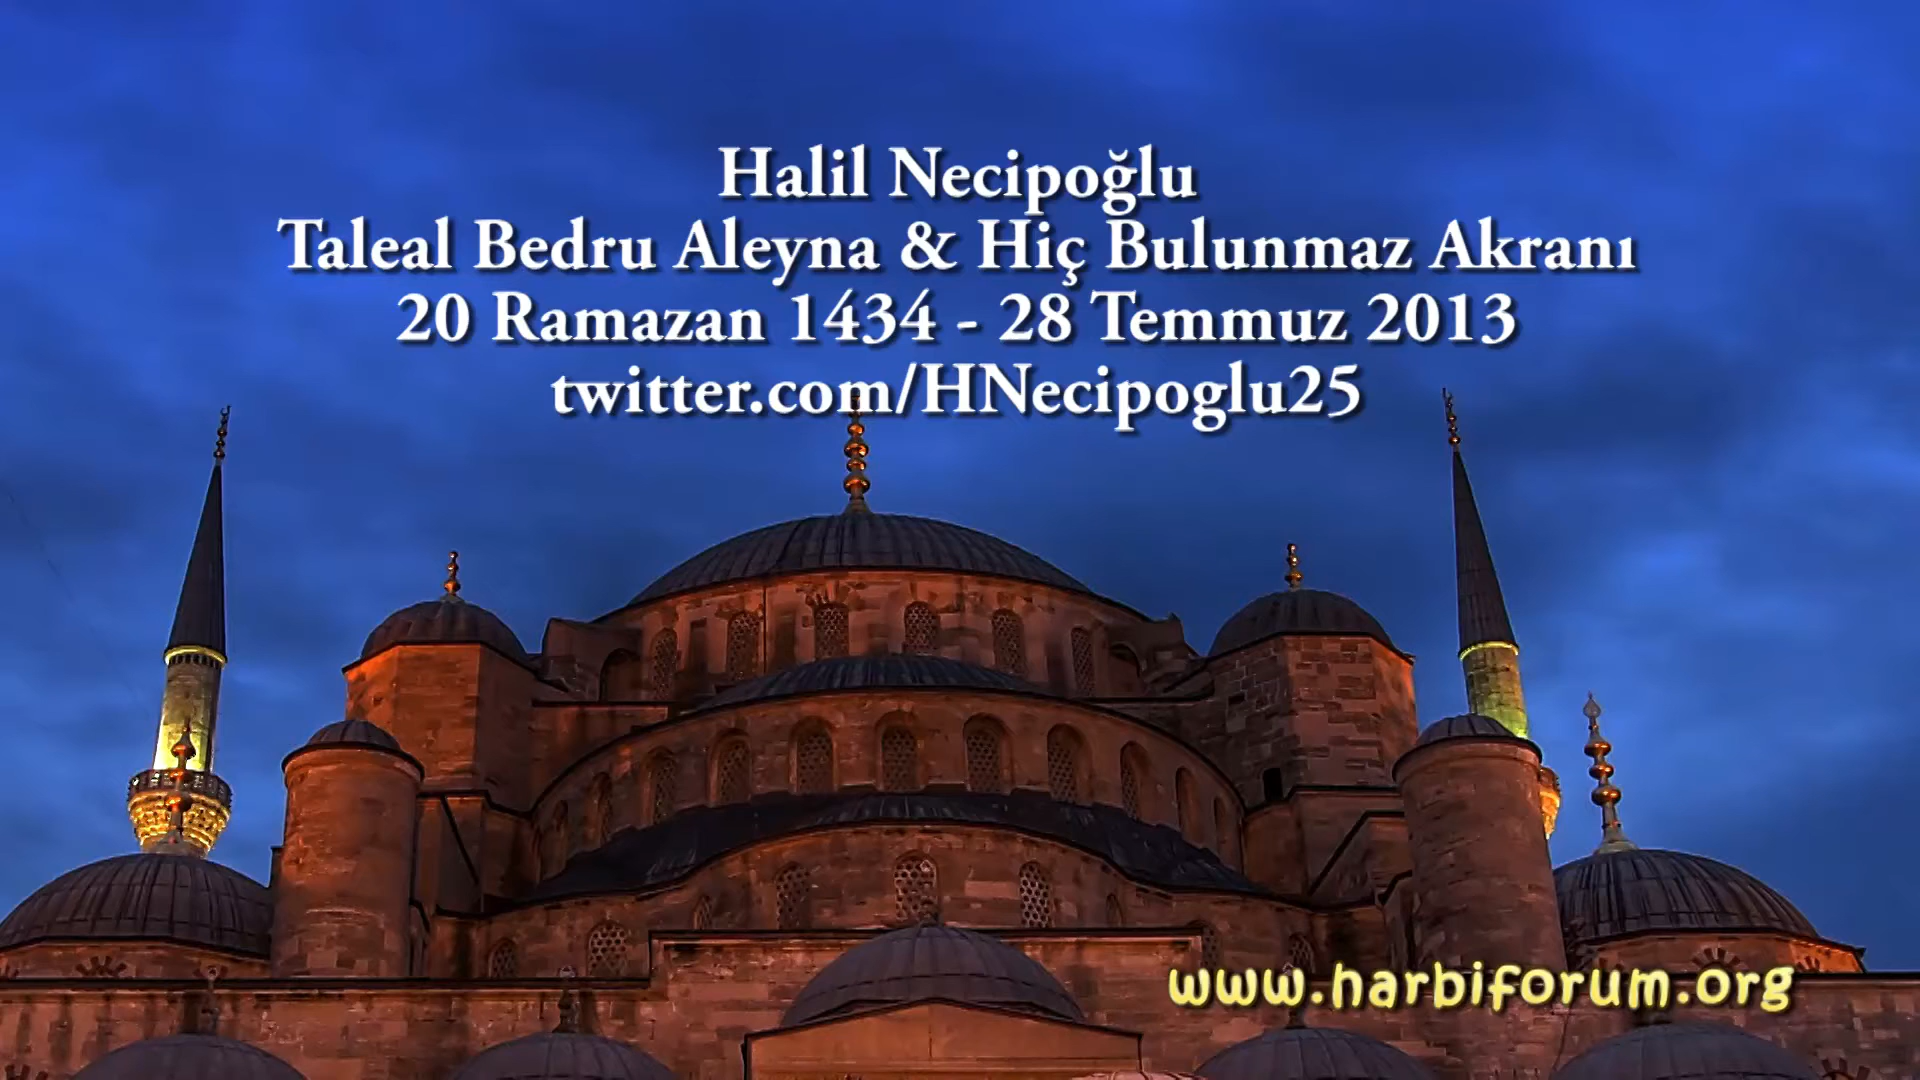 Halil Necipoğlu
Taleal Bedru Aleyna & Hiç Bulunmaz Akranı
20 Ramazan 1434 - 28 Temmuz 2013
twitter.com/HNecipoglu25
www.harbiforum.org